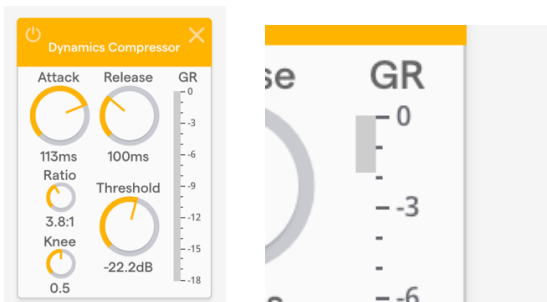 Dynamics Compressor
Attack Release GR
113ms 100ms
Ratio
3.8:1
Threshold
Knee
0.5
-22.2dB
0
-3
-6
-9
-12
-15
-18
se GR
0
-3
-6